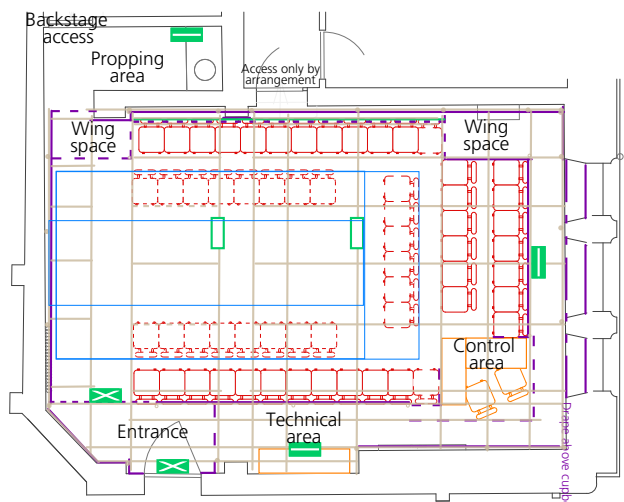 Backstage
access
Propping
area
Access only by
arrangement
Wing
space
Wing
space
Control
area
Entrance
Technical
area
Drape above cupb